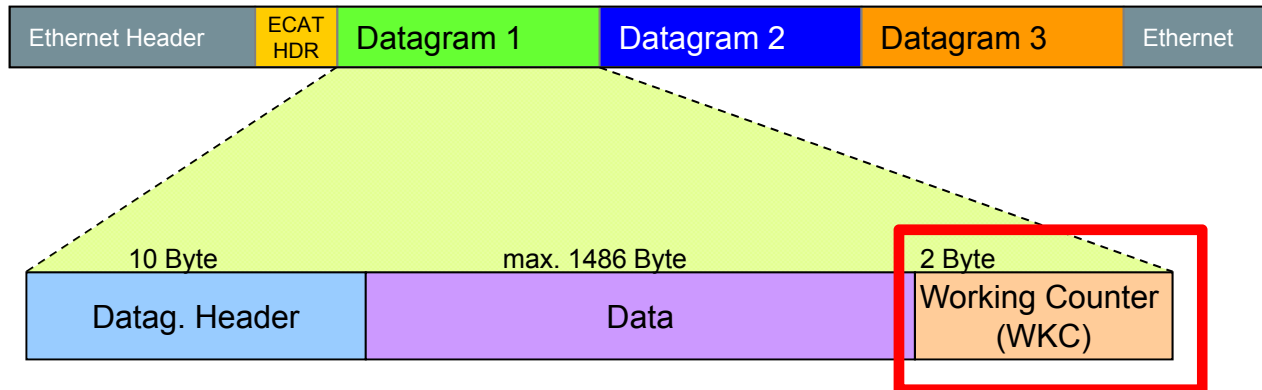 Ethernet Header
ECAT
HDR
Datagram 1
Datagram 2
Datagram 3
Ethernet
10 Byte
max. 1486 Byte
2 Byte
Datag. Header
Data
Working Counter
(WKC)